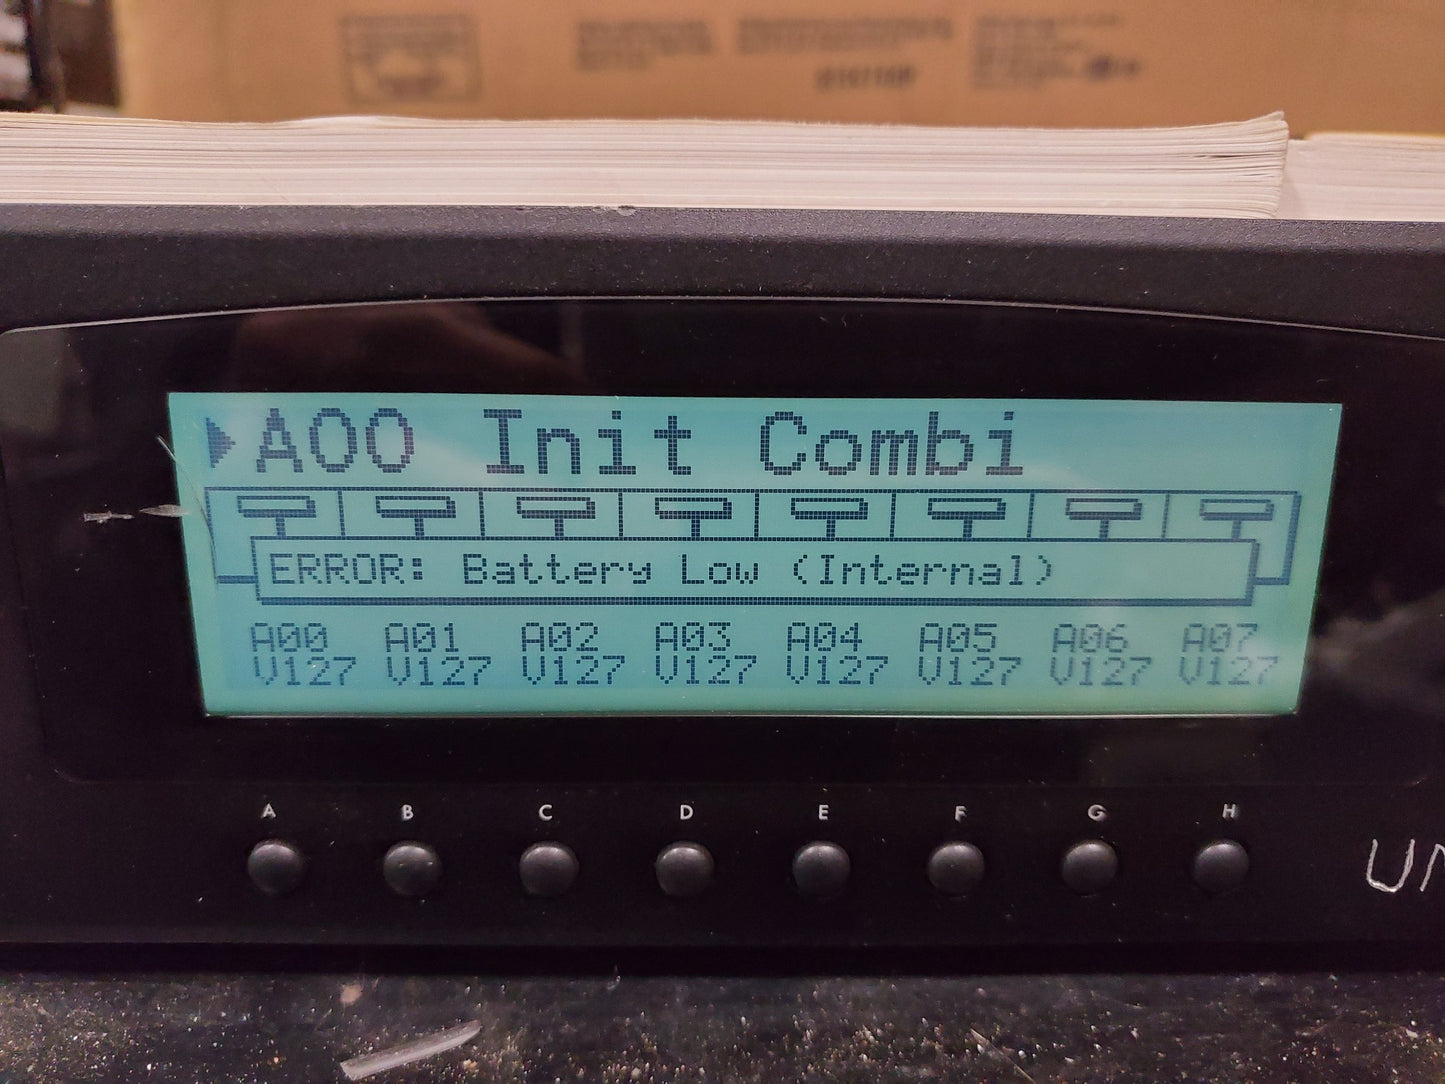 ▶A00 Init Combi
ERROR: Battery Low (Internal)
A00 A01 A02 A03 A04 A05 A06 A07
V127 V127 V127 V127 V127 V127 V127 V127
A B C D E F G H